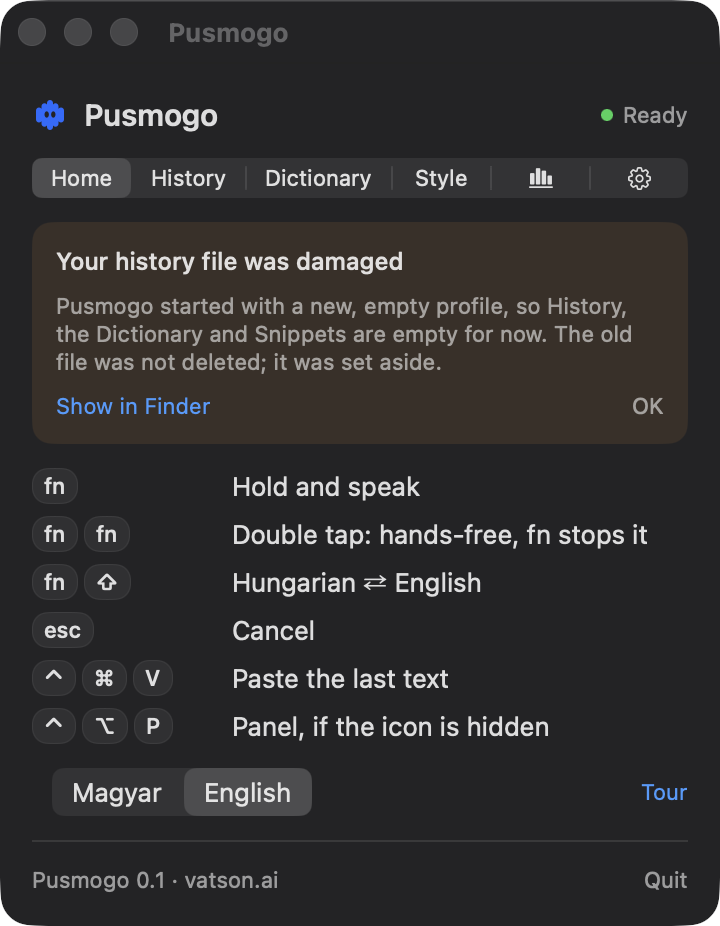 Pusmogo
Pusmogo
Ready
Home History Dictionary Style
Your history file was damaged
Pusmogo started with a new, empty profile, so History,
the Dictionary and Snippets are empty for now. The old
file was not deleted; it was set aside.
Show in Finder OK
fn Hold and speak
fn fn Double tap: hands-free, fn stops it
fn ⇧ Hungarian ⇄ English
esc Cancel
^ ⌘ V Paste the last text
^ ⌥ P Panel, if the icon is hidden
Magyar English Tour
Pusmogo 0.1 · vatson.ai Quit